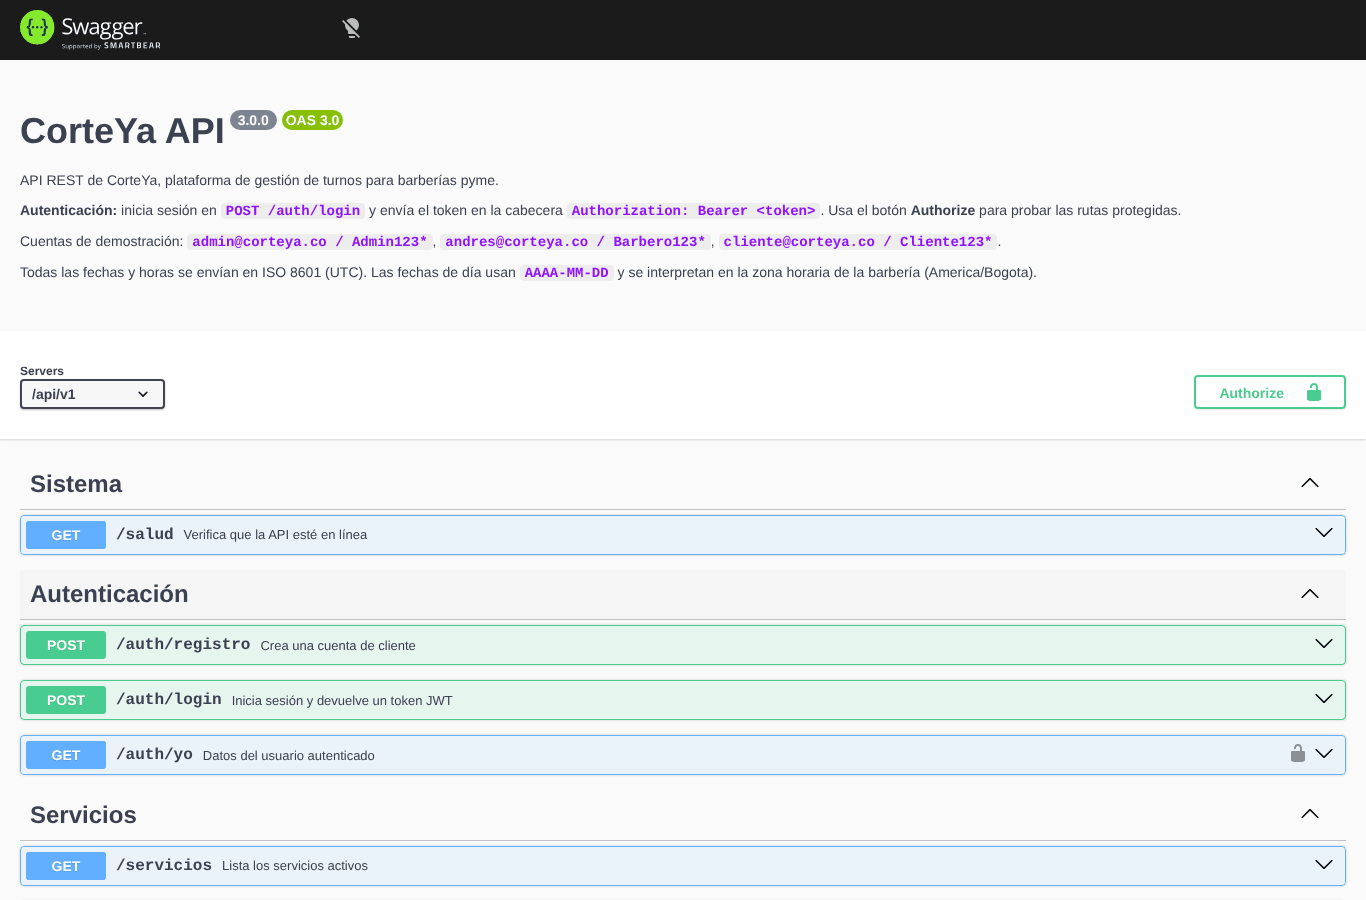 Swagger
Supported by SMARTBEAR
CorteYa API 3.0.0 OAS 3.0
API REST de CorteYa, plataforma de gestión de turnos para barberías pyme.
Autenticación: inicia sesión en POST /auth/login y envía el token en la cabecera Authorization: Bearer <token>. Usa el botón Authorize para probar las rutas protegidas.
Cuentas de demostración: admin@corteya.co / Admin123*, andres@corteya.co / Barbero123*, cliente@corteya.co / Cliente123*.
Todas las fechas y horas se envían en ISO 8601 (UTC). Las fechas de día usan AAAA-MM-DD y se interpretan en la zona horaria de la barbería (America/Bogota).
Servers
/api/v1
Authorize
Sistema
GET /salud Verifica que la API esté en línea
Autenticación
POST /auth/registro Crea una cuenta de cliente
POST /auth/login Inicia sesión y devuelve un token JWT
GET /auth/yo Datos del usuario autenticado
Servicios
GET /servicios Lista los servicios activos